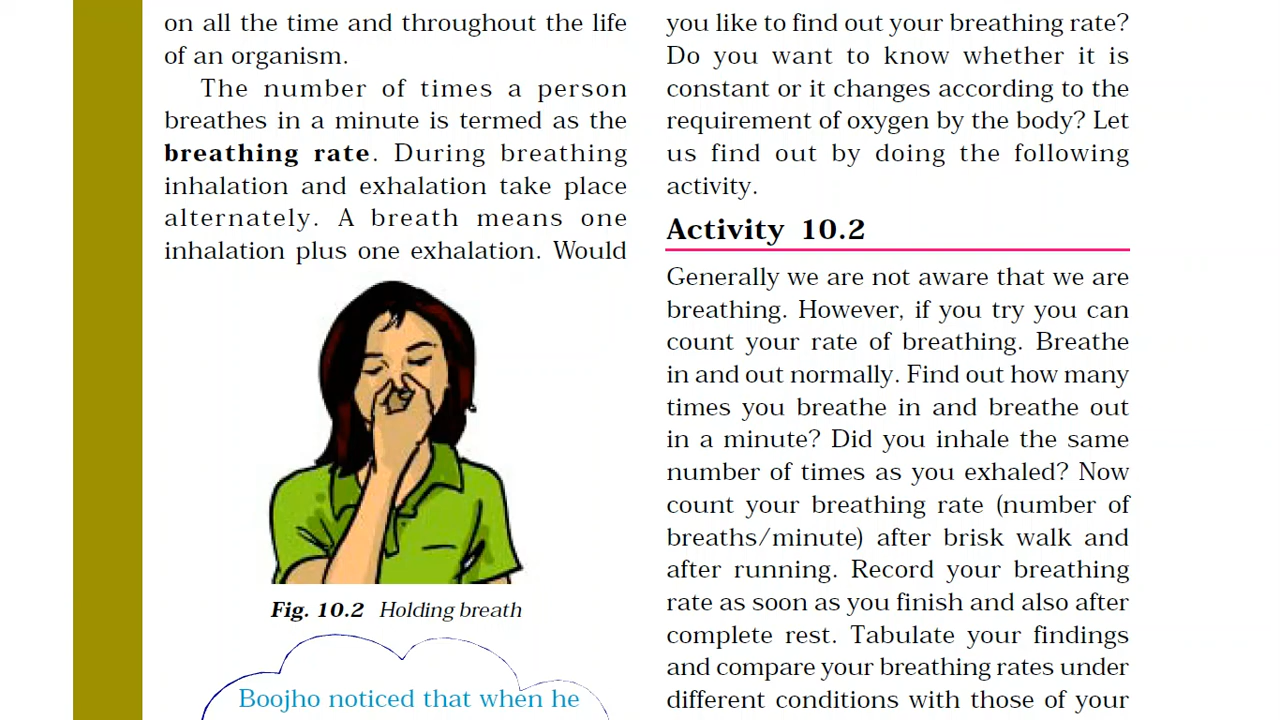 on all the time and throughout the life
of an organism.
The number of times a person
breathes in a minute is termed as the
breathing rate. During breathing
inhalation and exhalation take place
alternately. A breath means one
inhalation plus one exhalation. Would
Fig. 10.2 Holding breath
Boojho noticed that when he
you like to find out your breathing rate?
Do you want to know whether it is
constant or it changes according to the
requirement of oxygen by the body? Let
us find out by doing the following
activity.
Activity 10.2
Generally we are not aware that we are
breathing. However, if you try you can
count your rate of breathing. Breathe
in and out normally. Find out how many
times you breathe in and breathe out
in a minute? Did you inhale the same
number of times as you exhaled? Now
count your breathing rate (number of
breaths/minute) after brisk walk and
after running. Record your breathing
rate as soon as you finish and also after
complete rest. Tabulate your findings
and compare your breathing rates under
different conditions with those of your